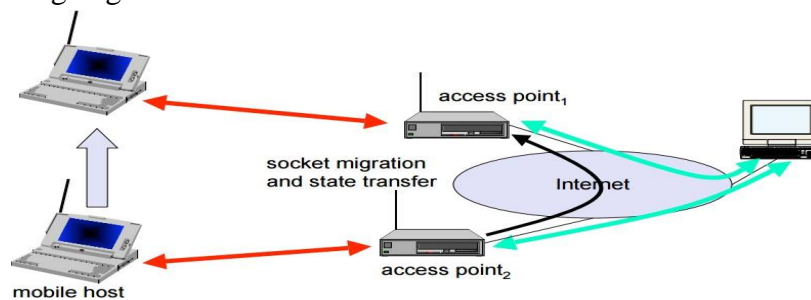 access point₁
socket migration
and state transfer
Internet
access point₂
mobile host